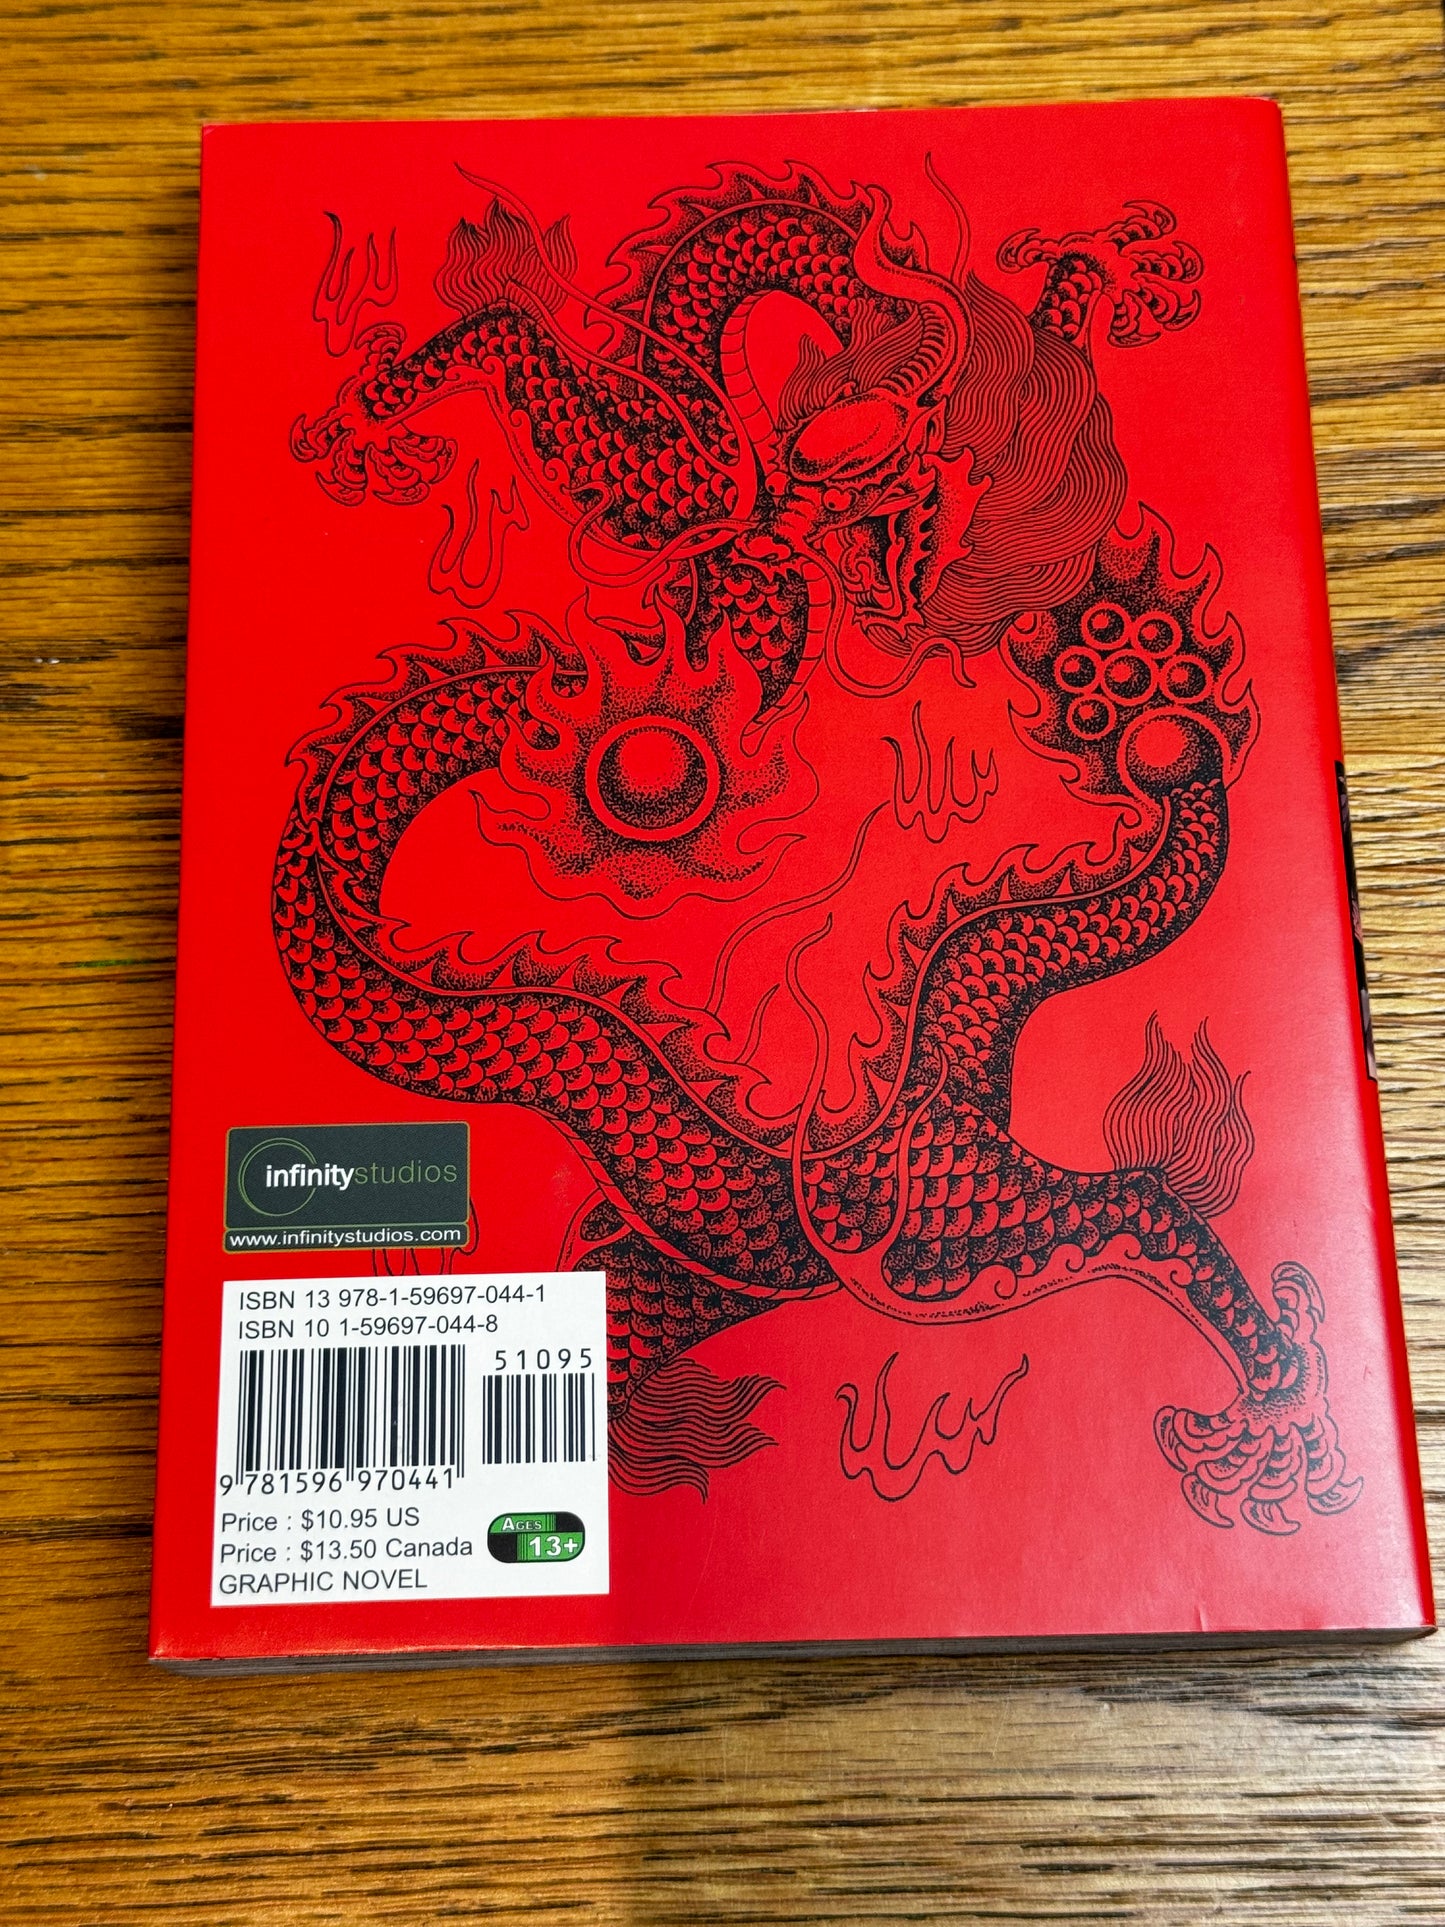 infinitystudios
www.infinitystudios.com
ISBN 13 978-1-59697-044-1
ISBN 10 1-59697-044-8
51095
9 781596 970441
Price : $10.95 US
Price : $13.50 Canada
GRAPHIC NOVEL
AGES
13+